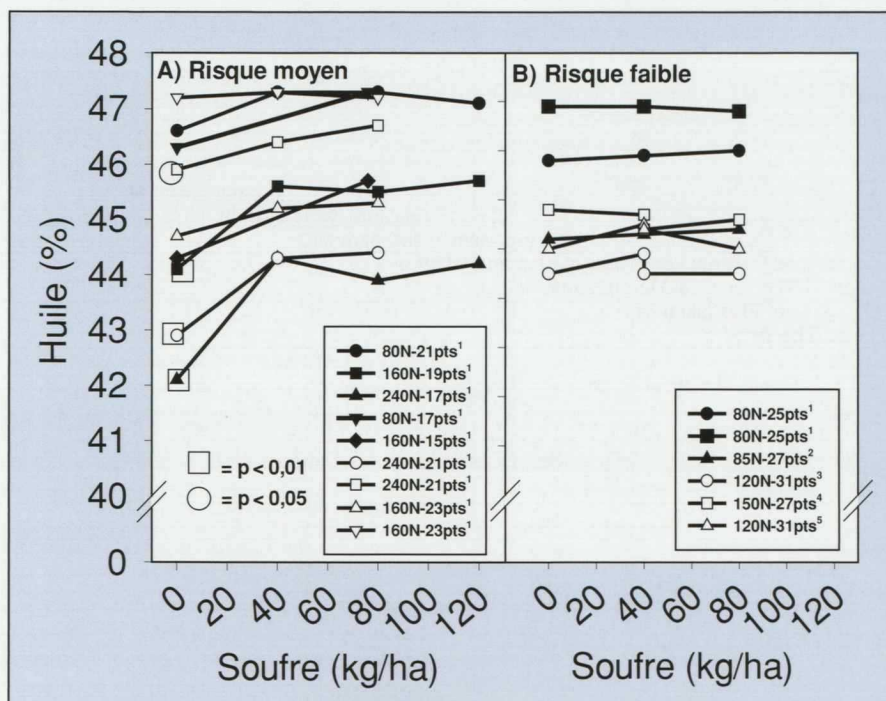 A) Risque moyen
B) Risque faible
Huile (%)
48
47
46
45
44
43
42
41
40
0
80N-21pts¹
160N-19pts¹
240N-17pts¹
80N-17pts¹
160N-15pts¹
240N-21pts¹
240N-21pts¹
160N-23pts¹
160N-23pts¹
= p < 0,01
= p < 0,05
80N-25pts¹
80N-25pts¹
85N-27pts²
120N-31pts³
150N-27pts⁴
120N-31pts⁵
0 20 40 60 80 100 120
0 20 40 60 80 100 120
Soufre (kg/ha)
Soufre (kg/ha)